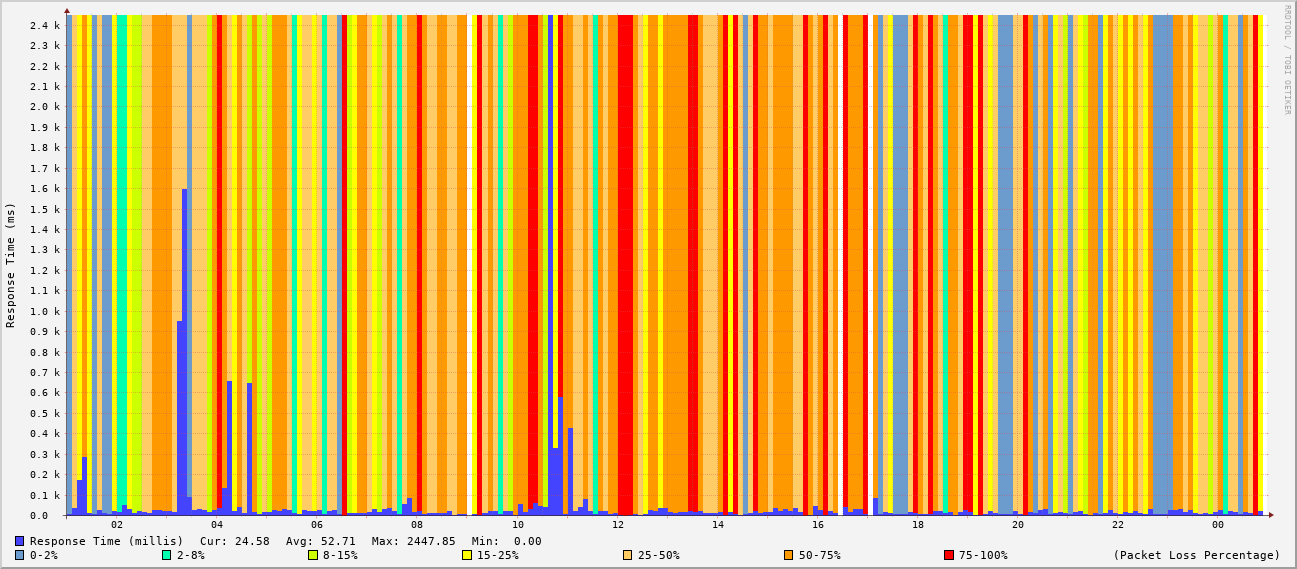 RRDTOOL / TOBI OETIKER
Response Time (ms)
2.4 k
2.3 k
2.2 k
2.1 k
2.0 k
1.9 k
1.8 k
1.7 k
1.6 k
1.5 k
1.4 k
1.3 k
1.2 k
1.1 k
1.0 k
0.9 k
0.8 k
0.7 k
0.6 k
0.5 k
0.4 k
0.3 k
0.2 k
0.1 k
0.0
02 04 06 08 10 12 14 16 18 20 22 00
Response Time (millis) Cur: 24.58 Avg: 52.71 Max: 2447.85 Min: 0.00
0-2% 2-8% 8-15% 15-25% 25-50% 50-75% 75-100% (Packet Loss Percentage)